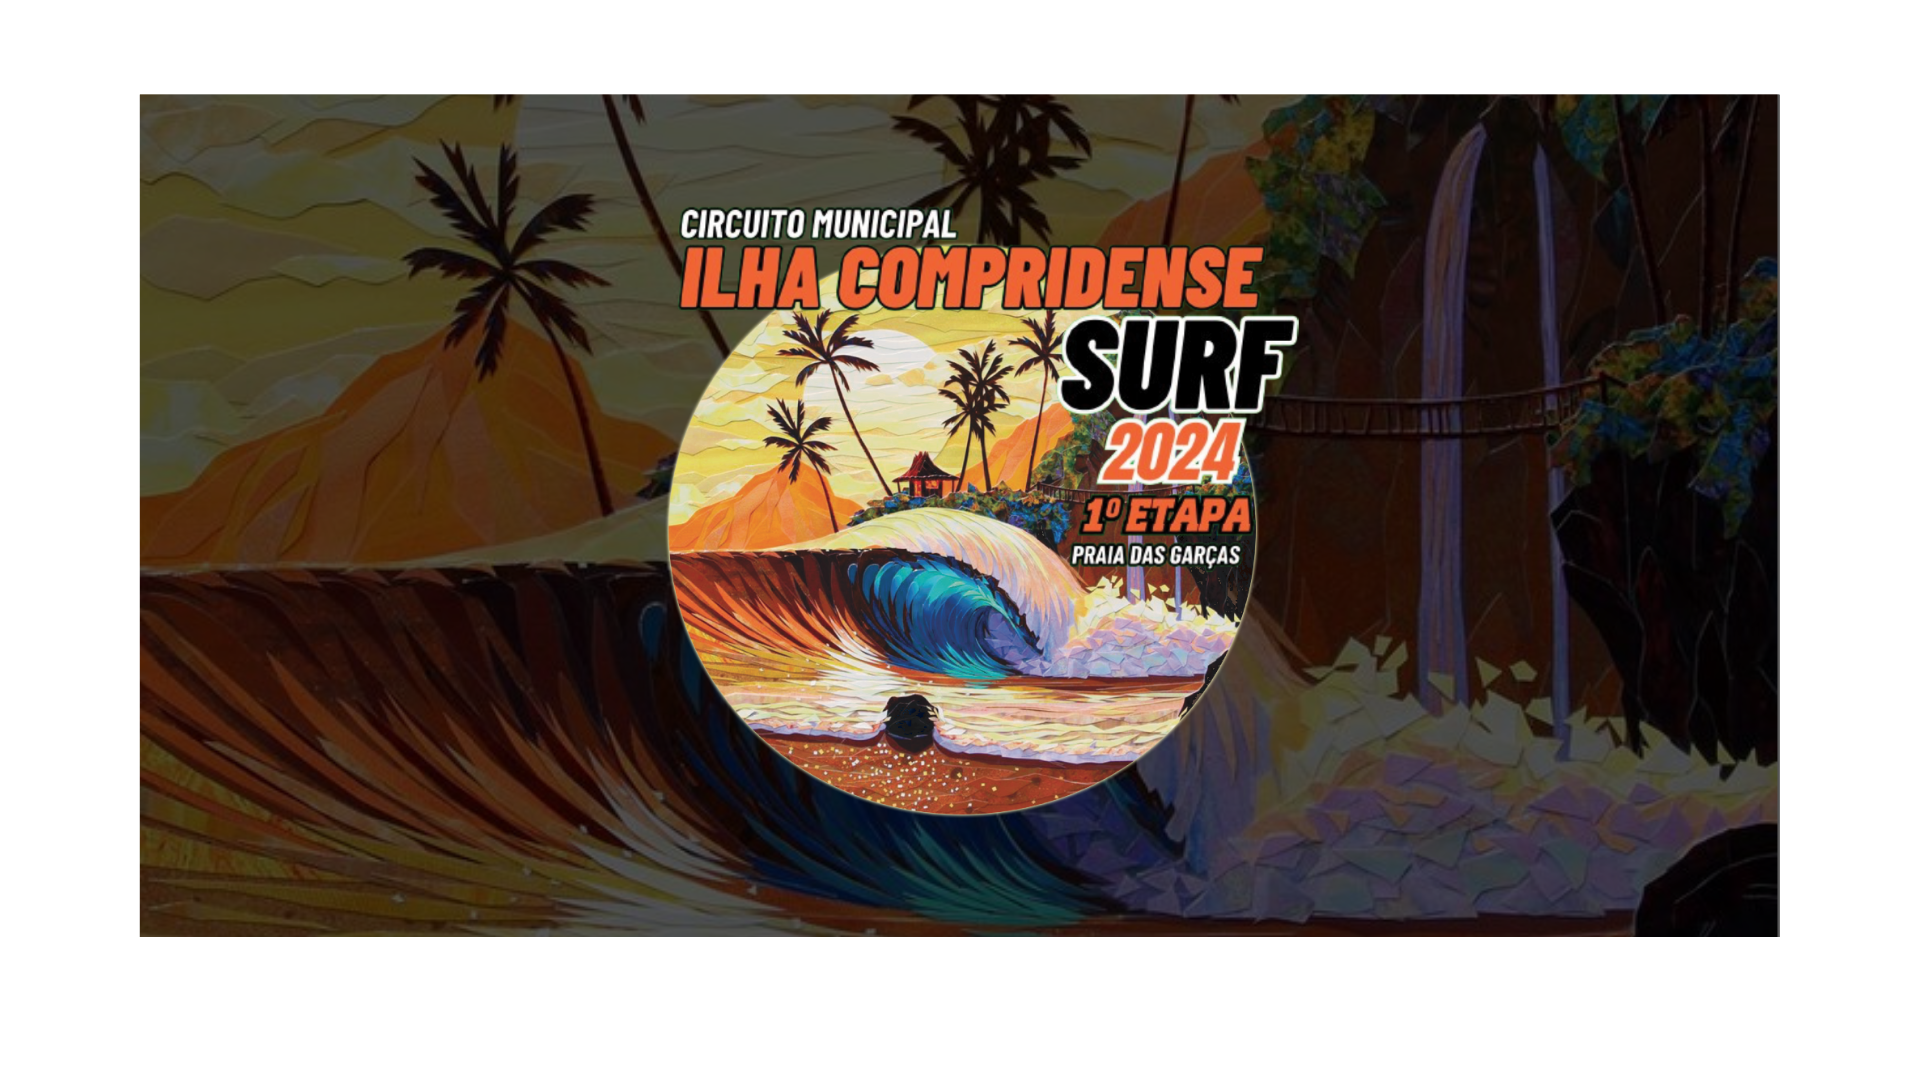 CIRCUITO MUNICIPAL
ILHA COMPRIDENSE
SURF
2024
1º ETAPA
PRAIA DAS GARÇAS